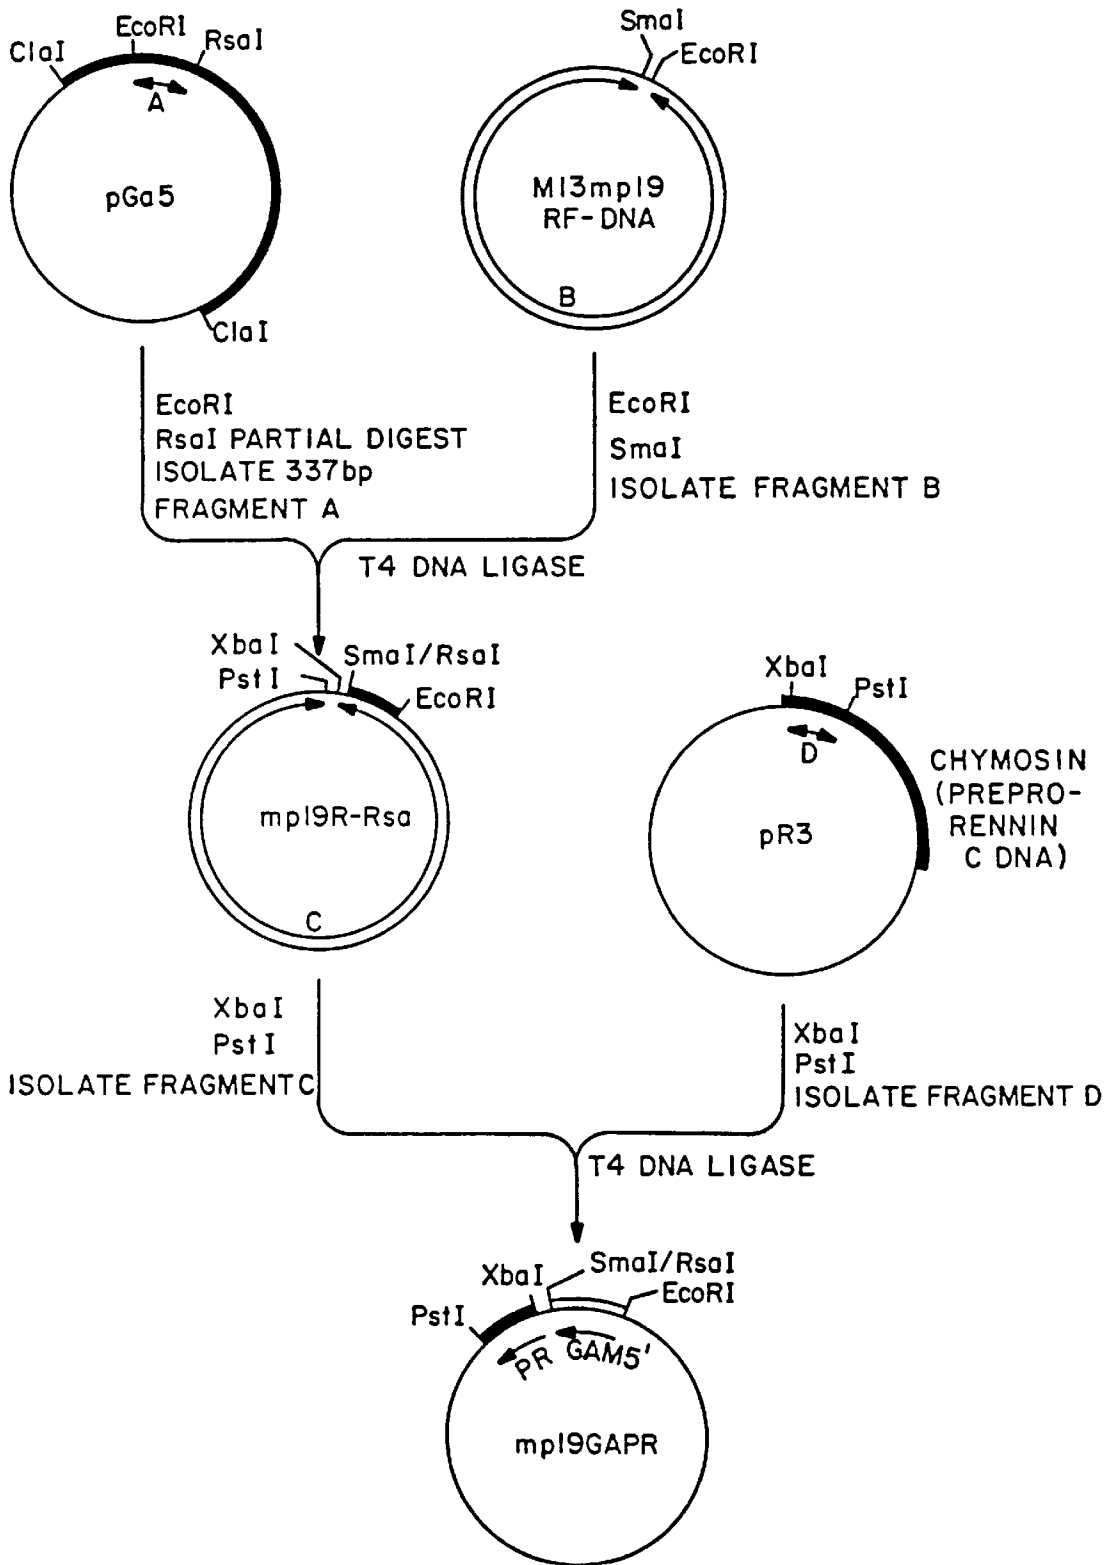 ClaI
EcoRI
RsaI
A
pGa5
ClaI
SmaI
EcoRI
M13mp19
RF-DNA
B
EcoRI
RsaI PARTIAL DIGEST
ISOLATE 337bp
FRAGMENT A
EcoRI
SmaI
ISOLATE FRAGMENT B
T4 DNA LIGASE
XbaI
SmaI/RsaI
PstI
EcoRI
mp19R-Rsa
C
XbaI
PstI
D
pR3
CHYMOSIN
(PREPRO-
RENNIN
C DNA)
XbaI
PstI
ISOLATE FRAGMENT C
XbaI
PstI
ISOLATE FRAGMENT D
T4 DNA LIGASE
XbaI
SmaI/RsaI
EcoRI
PstI
PR
GAM5'
mp19GAPR